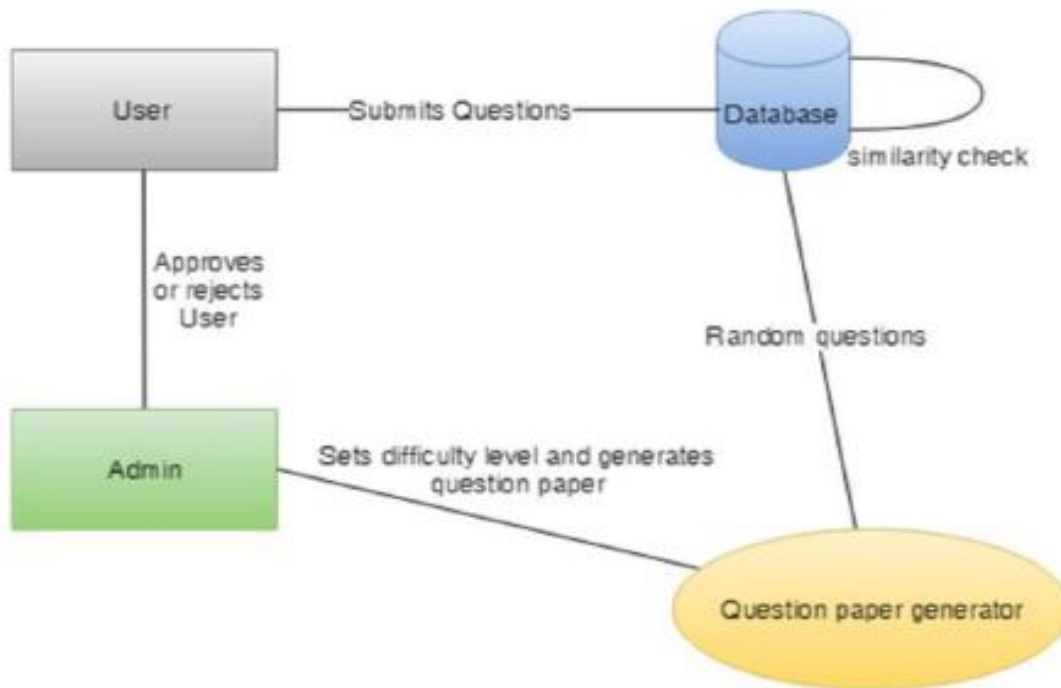 User
Submits Questions
Database
similarity check
Approves
or rejects
User
Random questions
Admin
Sets difficulty level and generates
question paper
Question paper generator